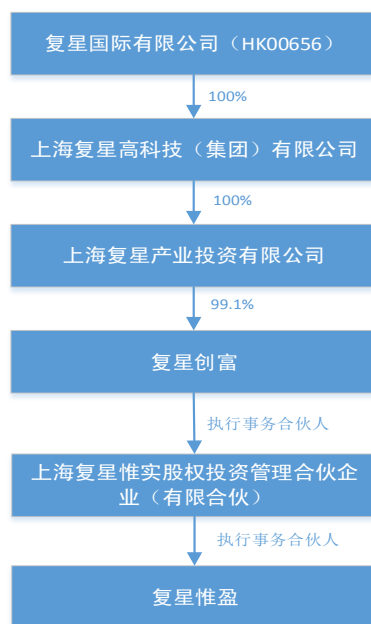 复星国际有限公司（HK00656）
100%
上海复星高科技（集团）有限公司
100%
上海复星产业投资有限公司
99.1%
复星创富
执行事务合伙人
上海复星惟实股权投资管理合伙企
业（有限合伙）
执行事务合伙人
复星惟盈